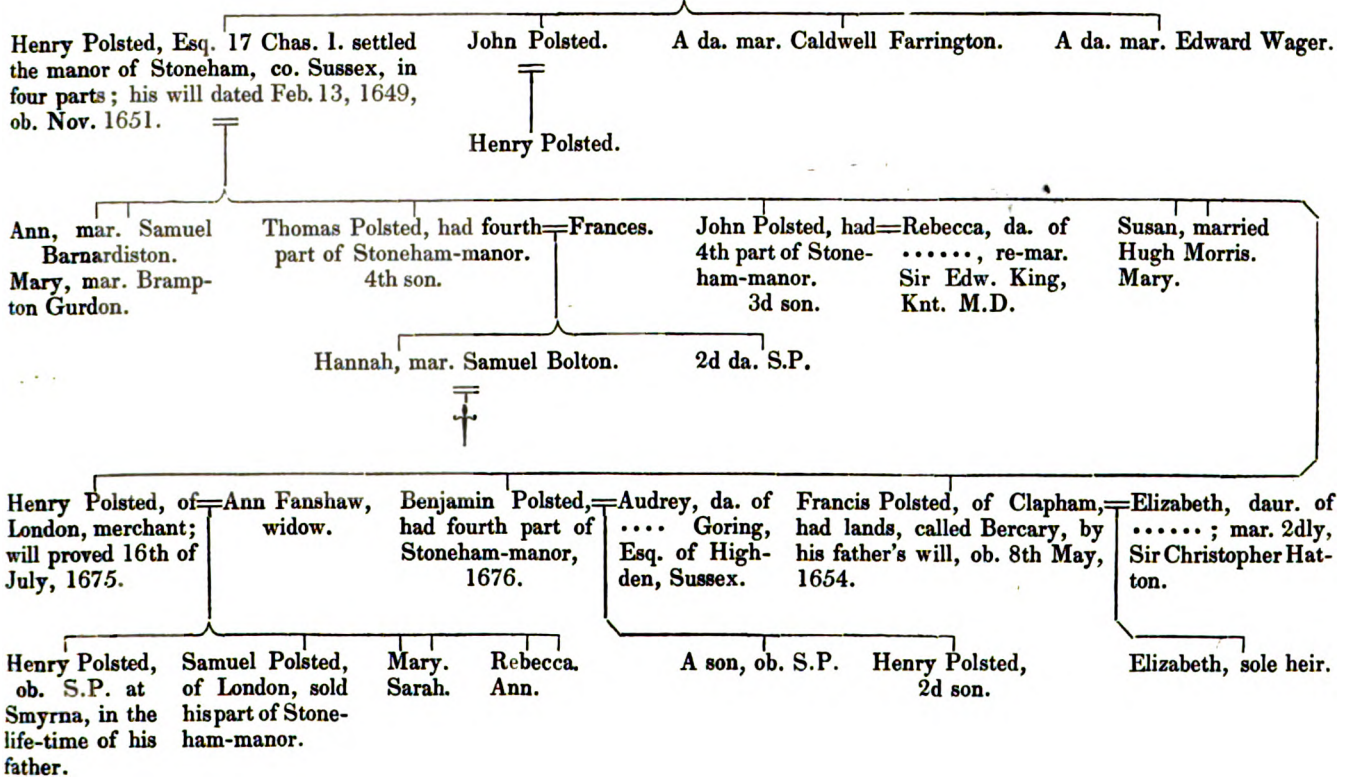 Henry Polsted, Esq. 17 Chas. I. settled
the manor of Stoneham, co. Sussex, in
four parts; his will dated Feb. 13, 1649,
ob. Nov. 1651.
John Polsted.
A da. mar. Caldwell Farrington.
A da. mar. Edward Wager.
Henry Polsted.
Ann, mar. Samuel
Barnardiston.
Mary, mar. Bramp-
ton Gurdon.
Thomas Polsted, had fourth
part of Stoneham-manor.
4th son.
Frances.
John Polsted, had
4th part of Stone-
ham-manor.
3d son.
Rebecca, da. of
······, re-mar.
Sir Edw. King,
Knt. M.D.
Susan, married
Hugh Morris.
Mary.
Hannah, mar. Samuel Bolton.
2d da. S.P.
Henry Polsted, of
London, merchant;
will proved 16th of
July, 1675.
Ann Fanshaw,
widow.
Benjamin Polsted,
had fourth part of
Stoneham-manor,
1676.
Audrey, da. of
···· Goring,
Esq. of High-
den, Sussex.
Francis Polsted, of Clapham,
had lands, called Bercary, by
his father's will, ob. 8th May,
1654.
Elizabeth, daur. of
······; mar. 2dly,
Sir Christopher Hat-
ton.
Henry Polsted,
ob. S.P. at
Smyrna, in the
life-time of his
father.
Samuel Polsted,
of London, sold
his part of Stone-
ham-manor.
Mary.
Sarah.
Rebecca.
Ann.
A son, ob. S.P.
Henry Polsted,
2d son.
Elizabeth, sole heir.